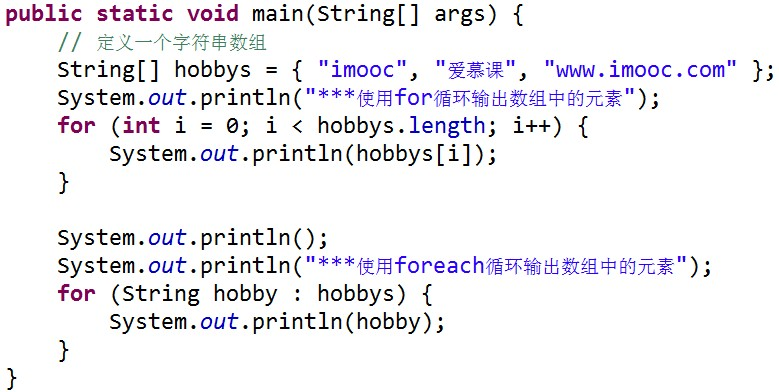 public static void main(String[] args) {
    // 定义一个字符串数组
    String[] hobbys = { "imooc", "爱慕课", "www.imooc.com" };
    System.out.println("***使用for循环输出数组中的元素");
    for (int i = 0; i < hobbys.length; i++) {
        System.out.println(hobbys[i]);
    }

    System.out.println();
    System.out.println("***使用foreach循环输出数组中的元素");
    for (String hobby : hobbys) {
        System.out.println(hobby);
    }
}